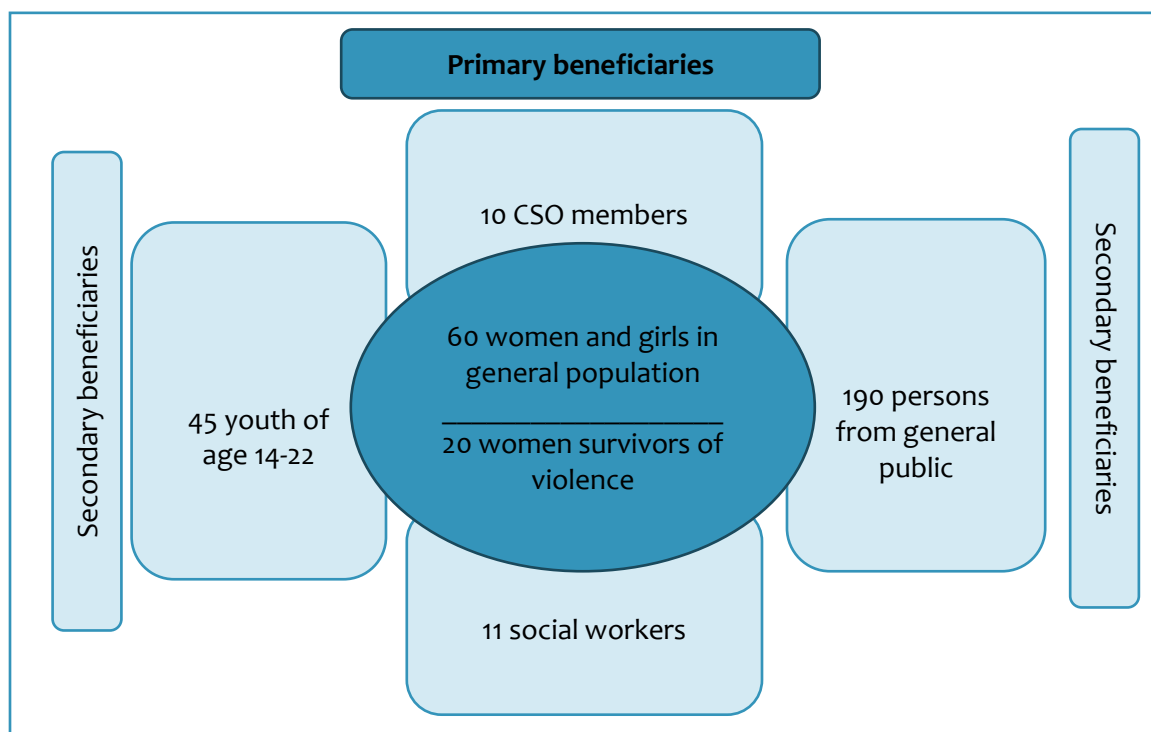 Primary beneficiaries
10 CSO members
Secondary beneficiaries
45 youth of
age 14-22
60 women and girls in
general population
20 women survivors of
violence
190 persons
from general
public
Secondary beneficiaries
11 social workers